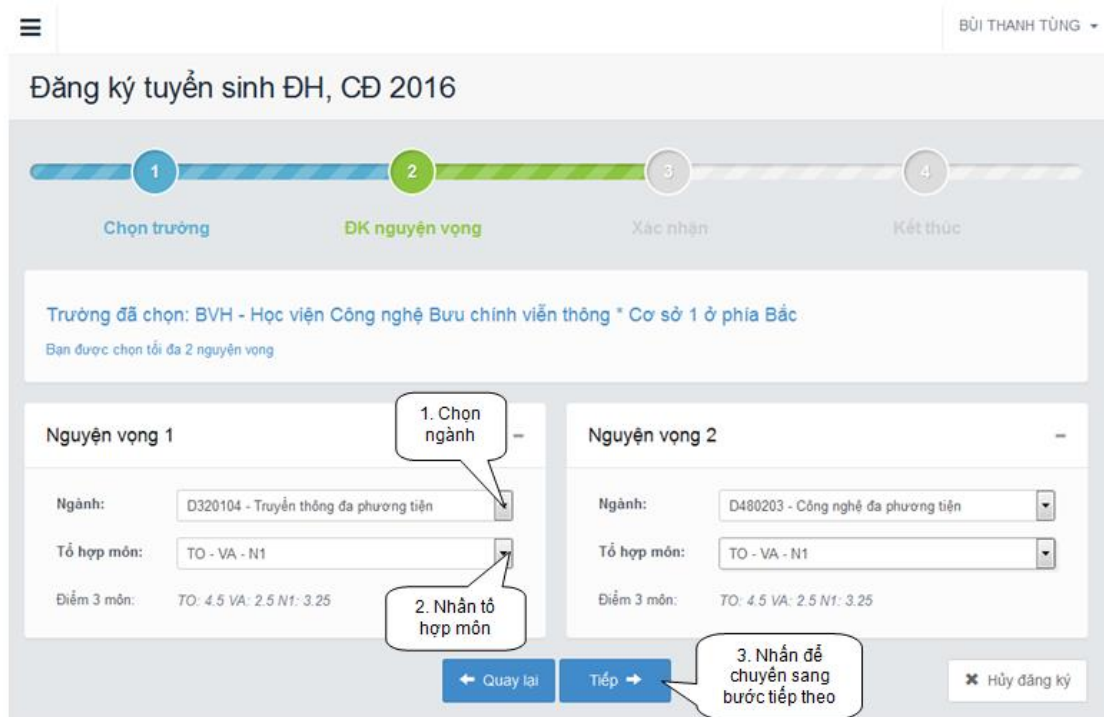 BÙI THANH TÙNG
Đăng ký tuyển sinh ĐH, CĐ 2016
1
2
3
4
Chọn trường
ĐK nguyện vọng
Xác nhận
Kết thúc
Trường đã chọn: BVH - Học viện Công nghệ Bưu chính viễn thông * Cơ sở 1 ở phía Bắc
Bạn được chọn tối đa 2 nguyện vọng
Nguyện vọng 1
1. Chọn
ngành
Ngành:
D320104 - Truyền thông đa phương tiện
Tổ hợp môn:
TO - VA - N1
Điểm 3 môn:
TO: 4.5 VA: 2.5 N1: 3.25
2. Nhấn tổ
hợp môn
Nguyện vọng 2
Ngành:
D480203 - Công nghệ đa phương tiện
Tổ hợp môn:
TO - VA - N1
Điểm 3 môn:
TO: 4.5 VA: 2.5 N1: 3.25
Quay lại
Tiếp
3. Nhấn để
chuyển sang
bước tiếp theo
Hủy đăng ký